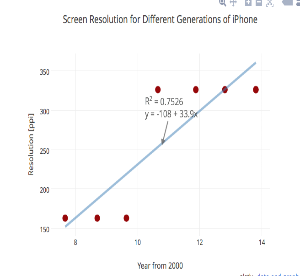 Screen Resolution for Different Generations of iPhone
350
R² = 0.7526
y = -108 + 33.9x
300
Resolution [ppi]
250
200
150
8 10 12 14
Year from 2000